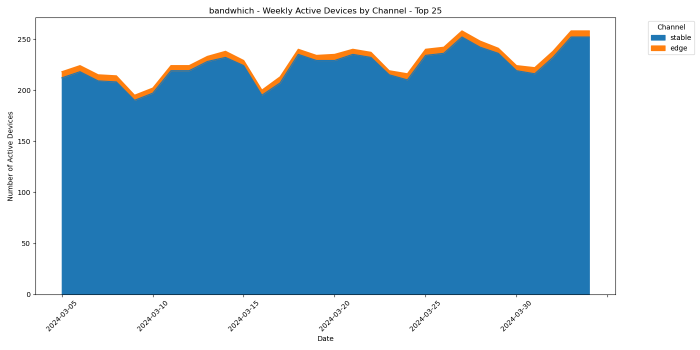 bandwhich - Weekly Active Devices by Channel - Top 25
Channel
stable
edge
Number of Active Devices
250
200
150
100
50
0
2024-03-05
2024-03-10
2024-03-15
2024-03-20
2024-03-25
2024-03-30
Date